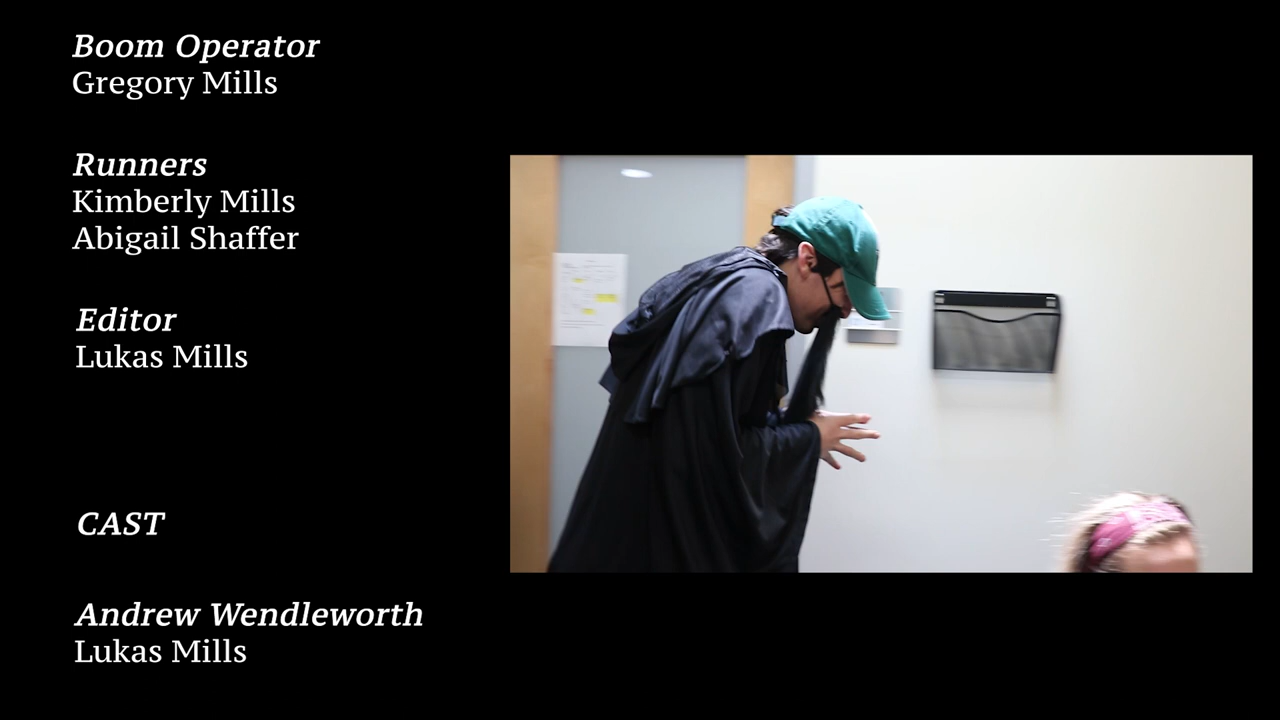 Boom Operator
Gregory Mills
Runners
Kimberly Mills
Abigail Shaffer
Editor
Lukas Mills
CAST
Andrew Wendleworth
Lukas Mills